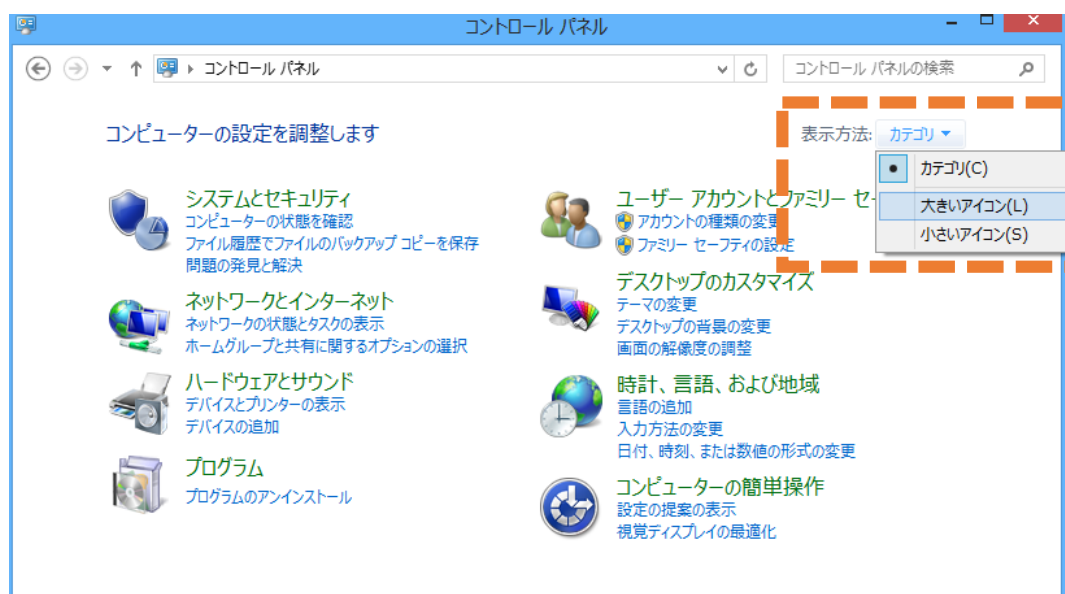 コントロール パネル
コントロール パネル
コントロール パネルの検索
コンピューターの設定を調整します
表示方法: カテゴリ
カテゴリ(C)
大きいアイコン(L)
小さいアイコン(S)
システムとセキュリティ
コンピューターの状態を確認
ファイル履歴でファイルのバックアップ コピーを保存
問題の発見と解決
ネットワークとインターネット
ネットワークの状態とタスクの表示
ホームグループと共有に関するオプションの選択
ハードウェアとサウンド
デバイスとプリンターの表示
デバイスの追加
プログラム
プログラムのアンインストール
ユーザー アカウントとファミリー セー
アカウントの種類の変更
ファミリー セーフティの設定
デスクトップのカスタマイズ
テーマの変更
デスクトップの背景の変更
画面の解像度の調整
時計、言語、および地域
言語の追加
入力方法の変更
日付、時刻、または数値の形式の変更
コンピューターの簡単操作
設定の提案の表示
視覚ディスプレイの最適化